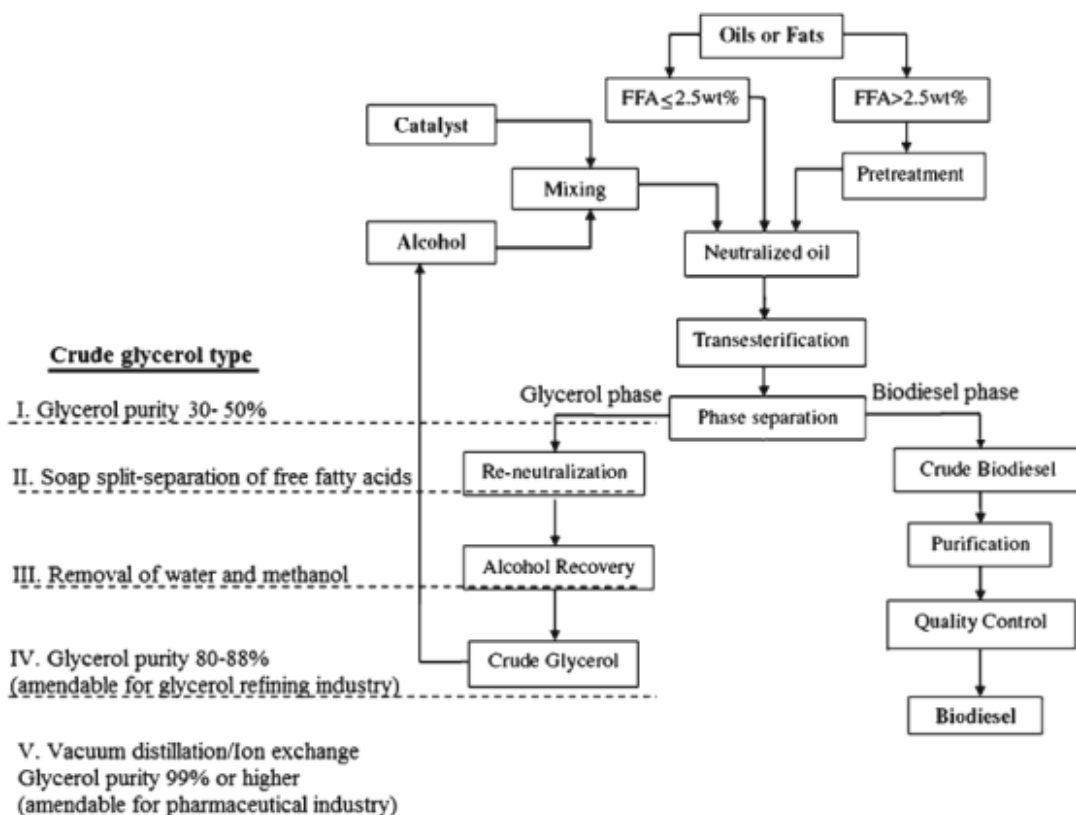 Oils or Fats
FFA≤2.5wt%
FFA>2.5wt%
Catalyst
Pretreatment
Mixing
Alcohol
Neutralized oil
Transesterification
Crude glycerol type
Glycerol phase
Biodiesel phase
I. Glycerol purity 30- 50%
Phase separation
II. Soap split-separation of free fatty acids
Re-neutralization
Crude Biodiesel
Purification
III. Removal of water and methanol
Alcohol Recovery
Quality Control
IV. Glycerol purity 80-88%
(amendable for glycerol refining industry)
Crude Glycerol
Biodiesel
V. Vacuum distillation/Ion exchange
Glycerol purity 99% or higher
(amendable for pharmaceutical industry)